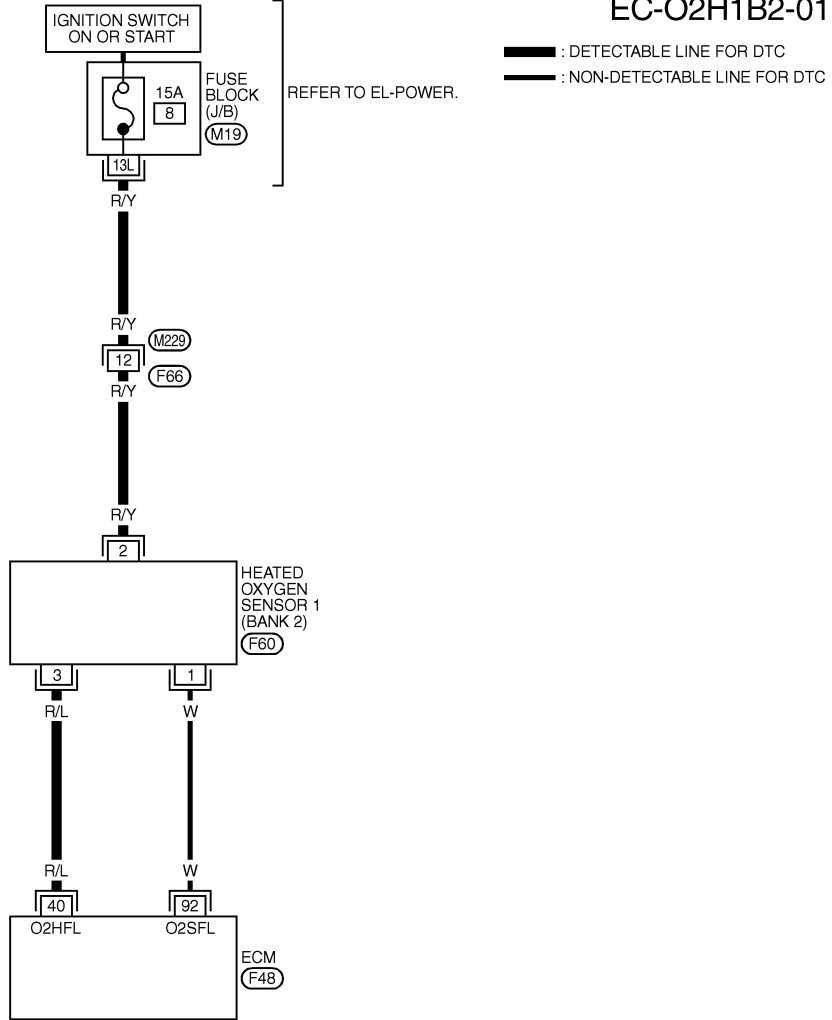 EC-O2H1B2-01
IGNITION SWITCH
ON OR START
: DETECTABLE LINE FOR DTC
: NON-DETECTABLE LINE FOR DTC
15A
8
FUSE
BLOCK
(J/B)
M19
REFER TO EL-POWER.
13L
R/Y
R/Y
M229
12
F66
R/Y
R/Y
2
HEATED
OXYGEN
SENSOR 1
(BANK 2)
F60
3
1
R/L
W
R/L
W
40
92
O2HFL
O2SFL
ECM
F48